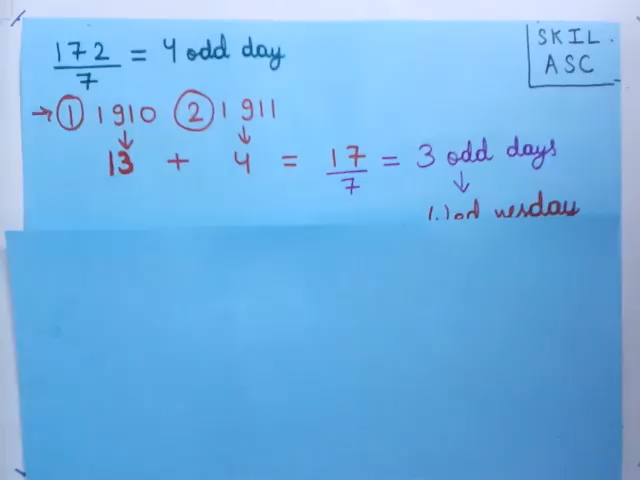 172/7 = 4 odd day
SKIL
ASC
→ ① 1910 ② 1911
↓ ↓
13 + 4 = 17/7 = 3 odd days
↓